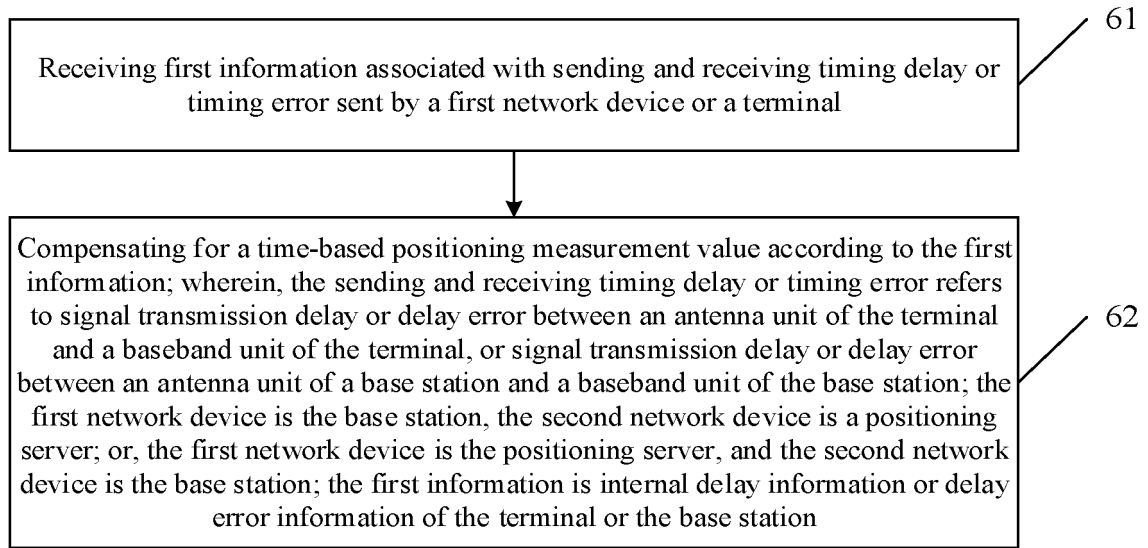 61
Receiving first information associated with sending and receiving timing delay or
timing error sent by a first network device or a terminal
Compensating for a time-based positioning measurement value according to the first
information; wherein, the sending and receiving timing delay or timing error refers
to signal transmission delay or delay error between an antenna unit of the terminal
and a baseband unit of the terminal, or signal transmission delay or delay error
between an antenna unit of a base station and a baseband unit of the base station; the
first network device is the base station, the second network device is a positioning
server; or, the first network device is the positioning server, and the second network
device is the base station; the first information is internal delay information or delay
error information of the terminal or the base station
62